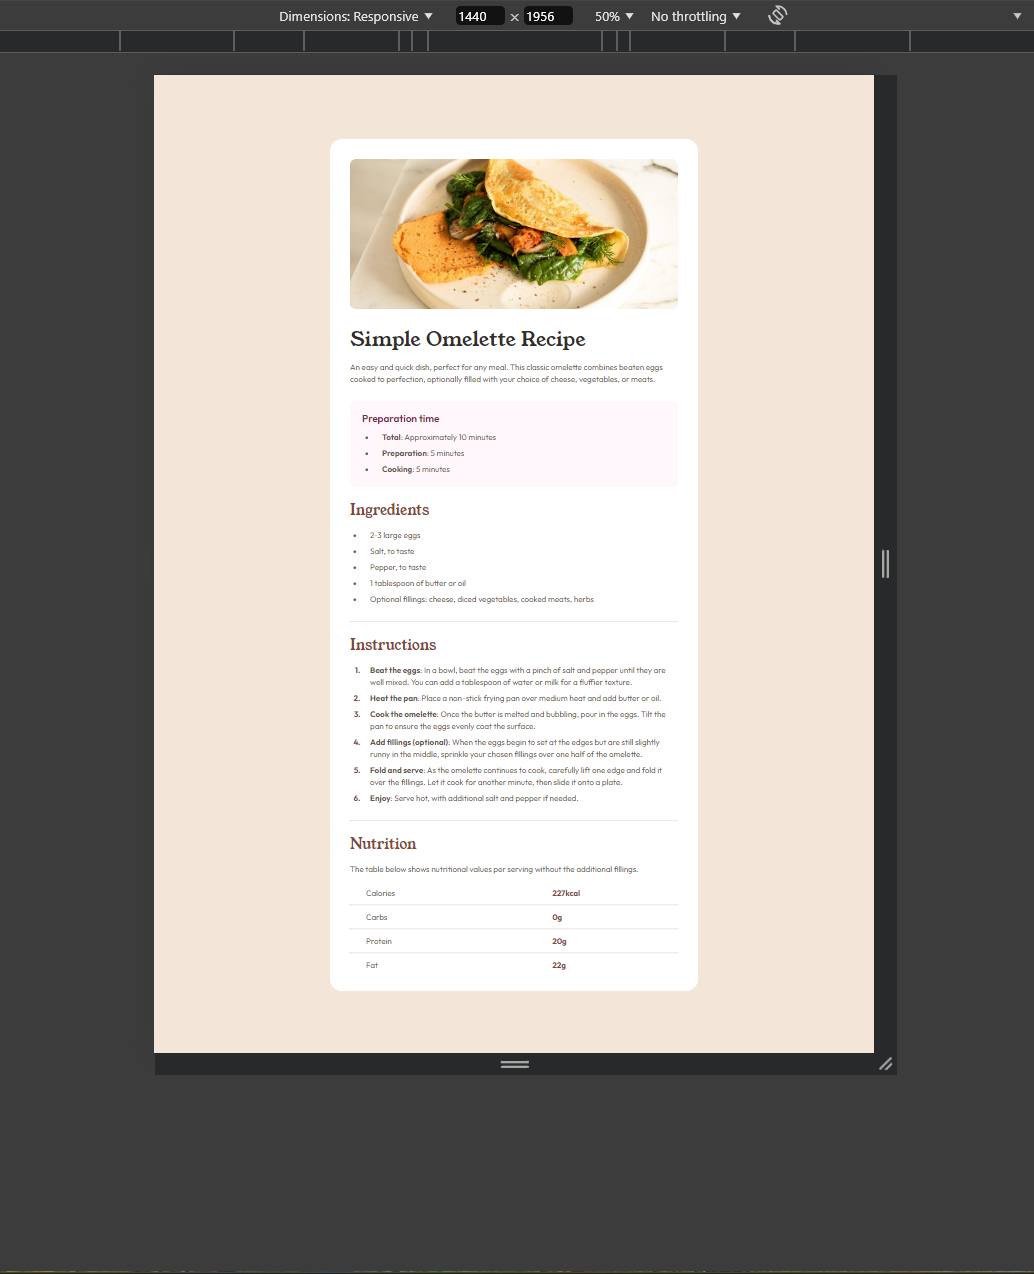 Dimensions: Responsive ▼ 1440 × 1956 50% ▼ No throttling ▼
Simple Omelette Recipe
An easy and quick dish, perfect for any meal. This classic omelette combines beaten eggs
cooked to perfection, optionally filled with your choice of cheese, vegetables, or meats.
Preparation time
• Total: Approximately 10 minutes
• Preparation: 5 minutes
• Cooking: 5 minutes
Ingredients
• 2-3 large eggs
• Salt, to taste
• Pepper, to taste
• 1 tablespoon of butter or oil
• Optional fillings: cheese, diced vegetables, cooked meats, herbs
Instructions
1. Beat the eggs: In a bowl, beat the eggs with a pinch of salt and pepper until they are
well mixed. You can add a tablespoon of water or milk for a fluffier texture.
2. Heat the pan: Place a non-stick frying pan over medium heat and add butter or oil.
3. Cook the omelette: Once the butter is melted and bubbling, pour in the eggs. Tilt the
pan to ensure the eggs evenly coat the surface.
4. Add fillings (optional): When the eggs begin to set at the edges but are still slightly
runny in the middle, sprinkle your chosen fillings over one half of the omelette.
5. Fold and serve: As the omelette continues to cook, carefully lift one edge and fold it
over the fillings. Let it cook for another minute, then slide it onto a plate.
6. Enjoy: Serve hot, with additional salt and pepper if needed.
Nutrition
The table below shows nutritional values per serving without the additional fillings.
Calories 227kcal
Carbs 0g
Protein 20g
Fat 22g